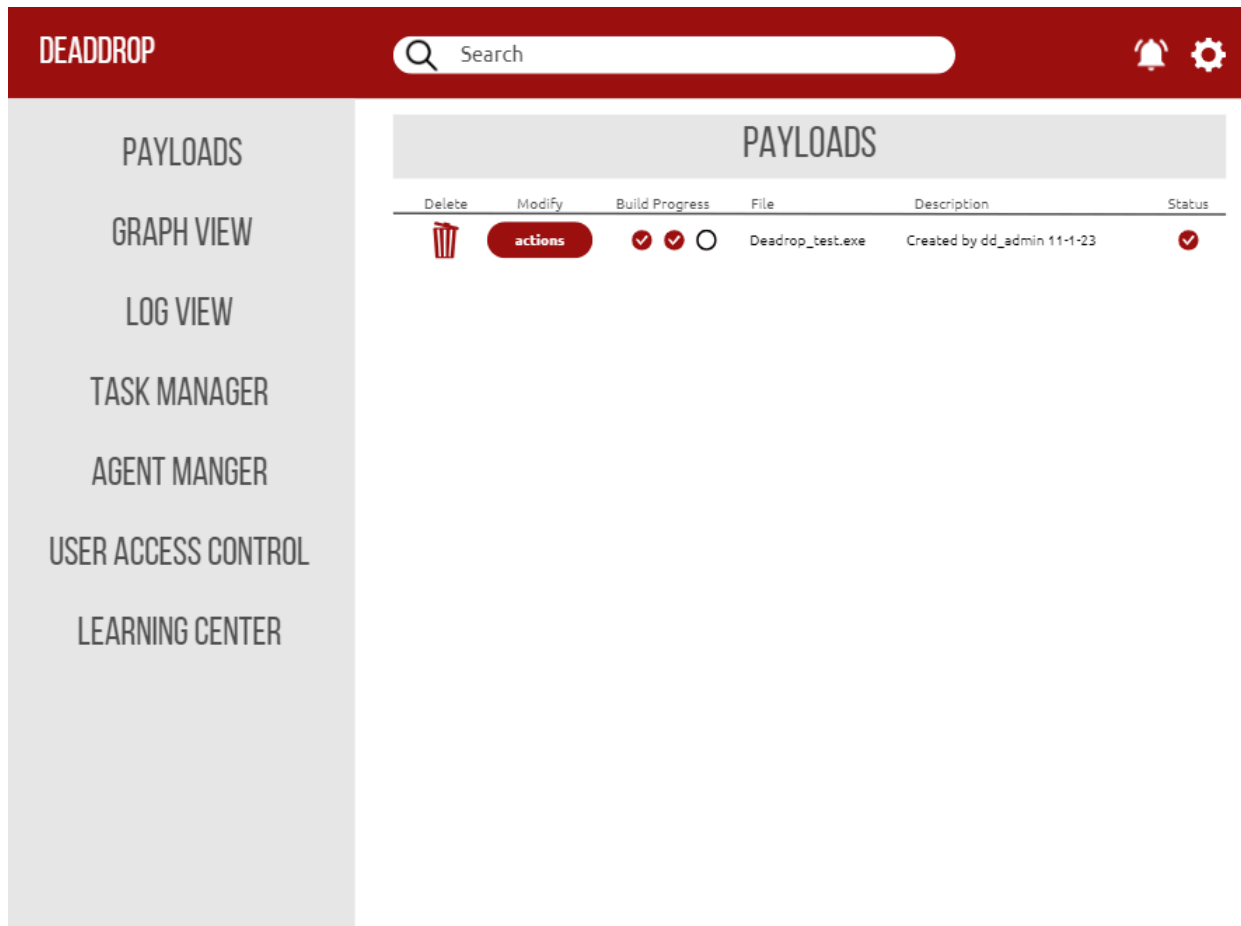 DEADDROP
Search
PAYLOADS
GRAPH VIEW
LOG VIEW
TASK MANAGER
AGENT MANGER
USER ACCESS CONTROL
LEARNING CENTER
PAYLOADS
Delete Modify Build Progress File Description Status
actions Deadrop_test.exe Created by dd_admin 11-1-23